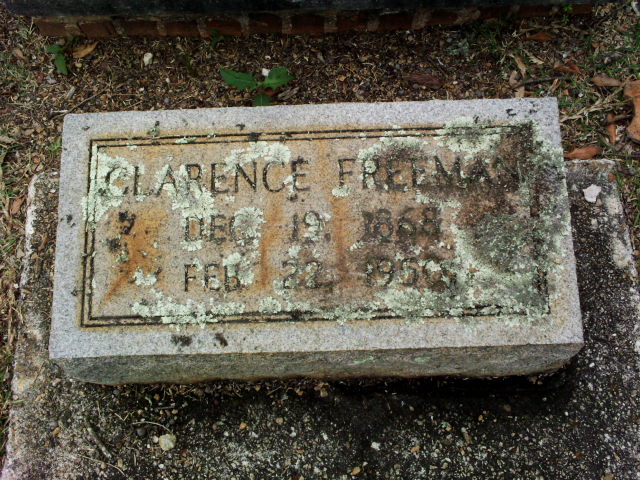 CLARENCE FREEMAN
DEC. 19, 1868
FEB. 22, 1950